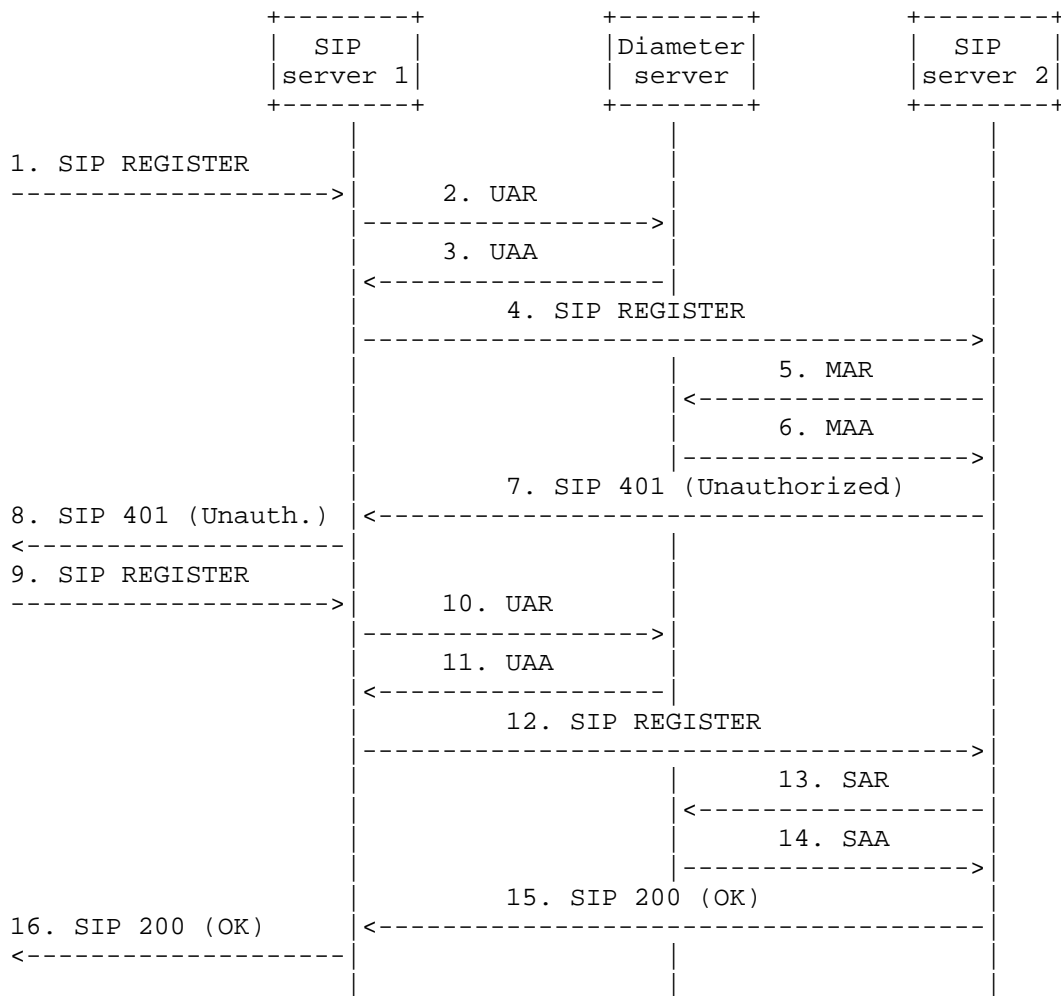 SIP Diameter SIP
server 1 server server 2
1. SIP REGISTER
2. UAR
3. UAA
4. SIP REGISTER
5. MAR
6. MAA
7. SIP 401 (Unauthorized)
8. SIP 401 (Unauth.)
9. SIP REGISTER
10. UAR
11. UAA
12. SIP REGISTER
13. SAR
14. SAA
15. SIP 200 (OK)
16. SIP 200 (OK)